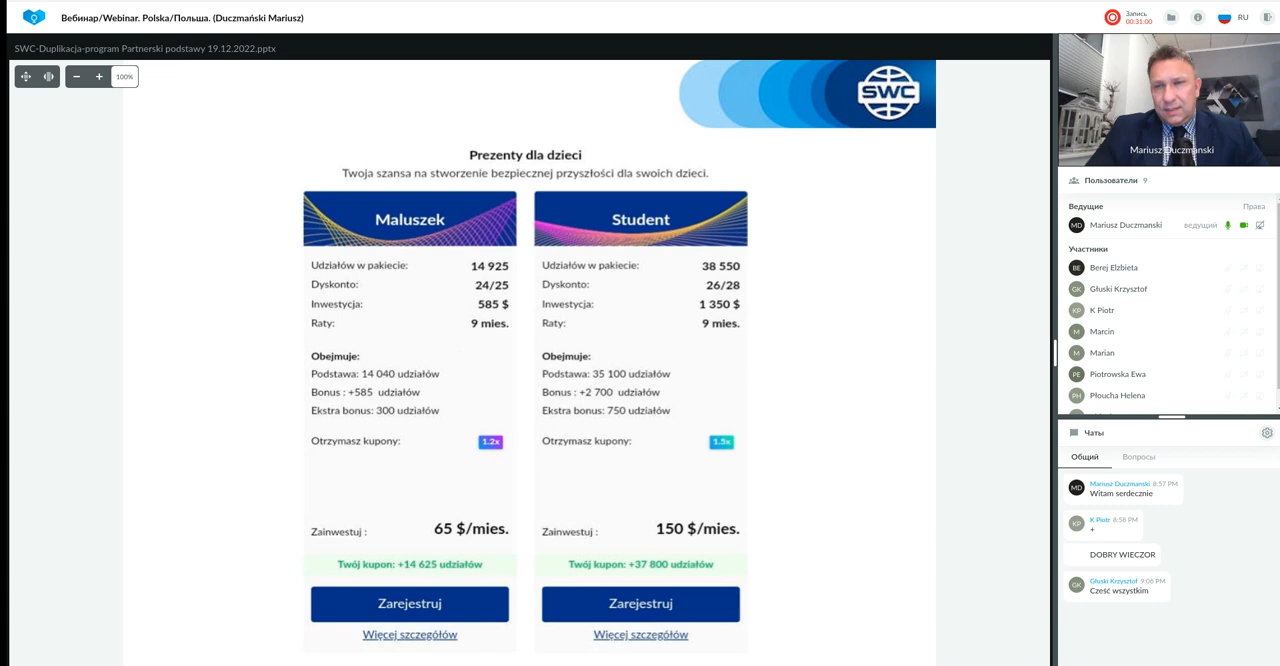 Вебинар/Webinar. Polska/Польша. (Duczmański Mariusz)
Запись
00:31:00
RU
SWC-Duplikacja-program Partnerski podstawy 19.12.2022.pptx
100%
SWC
Prezenty dla dzieci
Twoja szansa na stworzenie bezpiecznej przyszłości dla swoich dzieci.
Maluszek
Udziałów w pakiecie: 14 925
Dyskonto: 24/25
Inwestycja: 585 $
Raty: 9 mies.
Obejmuje:
Podstawa: 14 040 udziałów
Bonus : +585 udziałów
Ekstra bonus: 300 udziałów
Otrzymasz kupony: 1.2x
Zainwestuj : 65 $/mies.
Twój kupon: +14 625 udziałów
Zarejestruj
Więcej szczegółów
Student
Udziałów w pakiecie: 38 550
Dyskonto: 26/28
Inwestycja: 1 350 $
Raty: 9 mies.
Obejmuje:
Podstawa: 35 100 udziałów
Bonus : +2 700 udziałów
Ekstra bonus: 750 udziałów
Otrzymasz kupony: 1.5x
Zainwestuj : 150 $/mies.
Twój kupon: +37 800 udziałów
Zarejestruj
Więcej szczegółów
Mariusz Duczmanski
Пользователи 9
Ведущие Права
MD Mariusz Duczmanski ведущий
Участники
BE Berej Elzbieta
GK Głuski Krzysztof
KP K Piotr
M Marcin
M Marian
PE Piotrowska Ewa
PH Płoucha Helena
Чаты
Общий Вопросы
MD Mariusz Duczmanski 8:57 PM
Witam serdecznie
KP K Piotr 8:58 PM
+
DOBRY WIECZOR
GK Głuski Krzysztof 9:06 PM
Cześć wszystkim